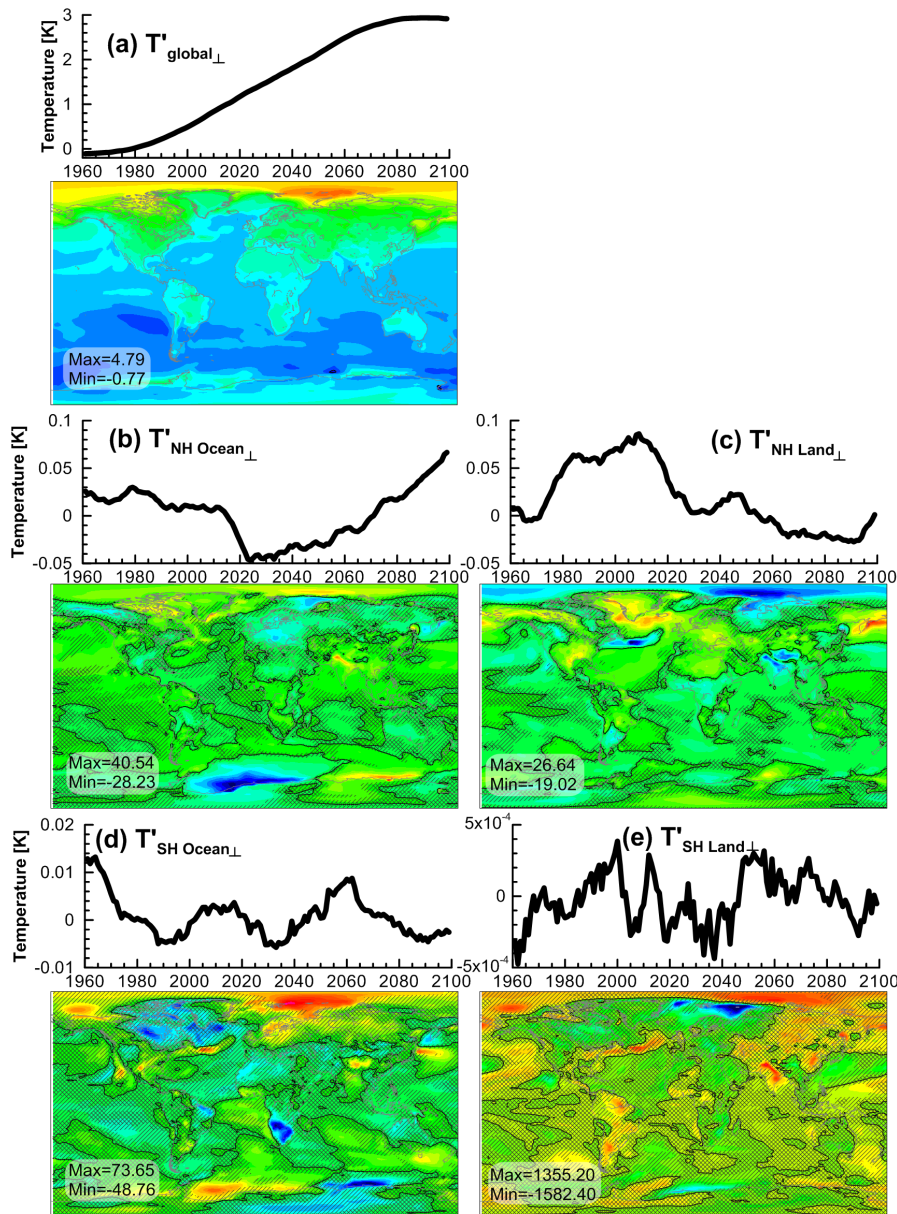 (a) T'global⊥
Temperature [K]
3
2
1
0
1960 1980 2000 2020 2040 2060 2080 2100
Max=4.79
Min=-0.77
(b) T'NH Ocean⊥
Temperature [K]
0.1
0.05
0
-0.05
1960 1980 2000 2020 2040 2060 2080 2100
Max=40.54
Min=-28.23
(c) T'NH Land⊥
0.1
0.05
0
-0.05
1960 1980 2000 2020 2040 2060 2080 2100
Max=26.64
Min=-19.02
(d) T'SH Ocean⊥
Temperature [K]
0.02
0.01
0
-0.01
1960 1980 2000 2020 2040 2060 2080 2100
Max=73.65
Min=-48.76
(e) T'SH Land⊥
5x10-4
0
-5x10-4
1960 1980 2000 2020 2040 2060 2080 2100
Max=1355.20
Min=-1582.40